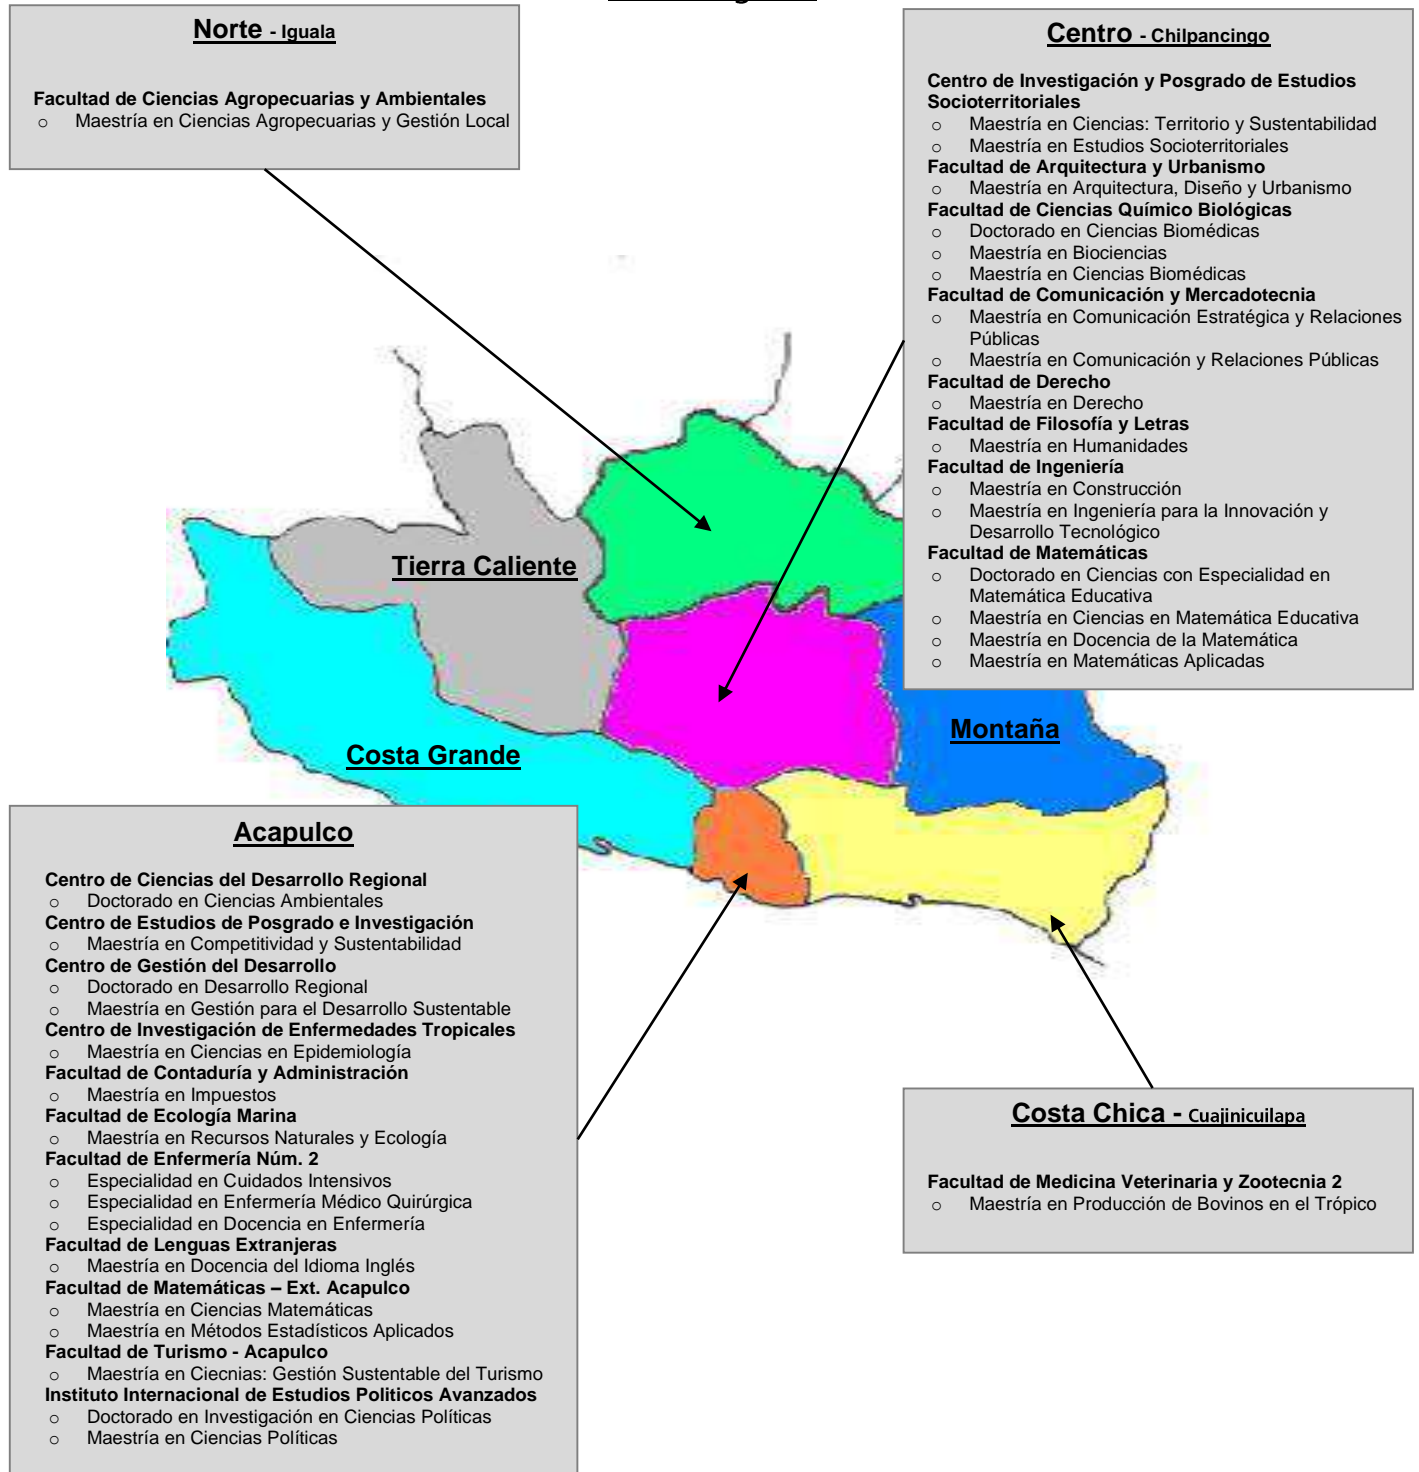 Norte - Iguala
Facultad de Ciencias Agropecuarias y Ambientales
o Maestría en Ciencias Agropecuarias y Gestión Local
Centro - Chilpancingo
Centro de Investigación y Posgrado de Estudios
Socioterritoriales
o Maestría en Ciencias: Territorio y Sustentabilidad
o Maestría en Estudios Socioterritoriales
Facultad de Arquitectura y Urbanismo
o Maestría en Arquitectura, Diseño y Urbanismo
Facultad de Ciencias Químico Biológicas
o Doctorado en Ciencias Biomédicas
o Maestría en Biociencias
o Maestría en Ciencias Biomédicas
Facultad de Comunicación y Mercadotecnia
o Maestría en Comunicación Estratégica y Relaciones
Públicas
o Maestría en Comunicación y Relaciones Públicas
Facultad de Derecho
o Maestría en Derecho
Facultad de Filosofía y Letras
o Maestría en Humanidades
Facultad de Ingeniería
o Maestría en Construcción
o Maestría en Ingeniería para la Innovación y
Desarrollo Tecnológico
Facultad de Matemáticas
o Doctorado en Ciencias con Especialidad en
Matemática Educativa
o Maestría en Ciencias en Matemática Educativa
o Maestría en Docencia de la Matemática
o Maestría en Matemáticas Aplicadas
Tierra Caliente
Costa Grande
Montaña
Acapulco
Centro de Ciencias del Desarrollo Regional
o Doctorado en Ciencias Ambientales
Centro de Estudios de Posgrado e Investigación
o Maestría en Competitividad y Sustentabilidad
Centro de Gestión del Desarrollo
o Doctorado en Desarrollo Regional
o Maestría en Gestión para el Desarrollo Sustentable
Centro de Investigación de Enfermedades Tropicales
o Maestría en Ciencias en Epidemiología
Facultad de Contaduría y Administración
o Maestría en Impuestos
Facultad de Ecología Marina
o Maestría en Recursos Naturales y Ecología
Facultad de Enfermería Núm. 2
o Especialidad en Cuidados Intensivos
o Especialidad en Enfermería Médico Quirúrgica
o Especialidad en Docencia en Enfermería
Facultad de Lenguas Extranjeras
o Maestría en Docencia del Idioma Inglés
Facultad de Matemáticas – Ext. Acapulco
o Maestría en Ciencias Matemáticas
o Maestría en Métodos Estadísticos Aplicados
Facultad de Turismo - Acapulco
o Maestría en Ciecnias: Gestión Sustentable del Turismo
Instituto Internacional de Estudios Politicos Avanzados
o Doctorado en Investigación en Ciencias Políticas
o Maestría en Ciencias Políticas
Costa Chica - Cuajinicuilapa
Facultad de Medicina Veterinaria y Zootecnia 2
o Maestría en Producción de Bovinos en el Trópico